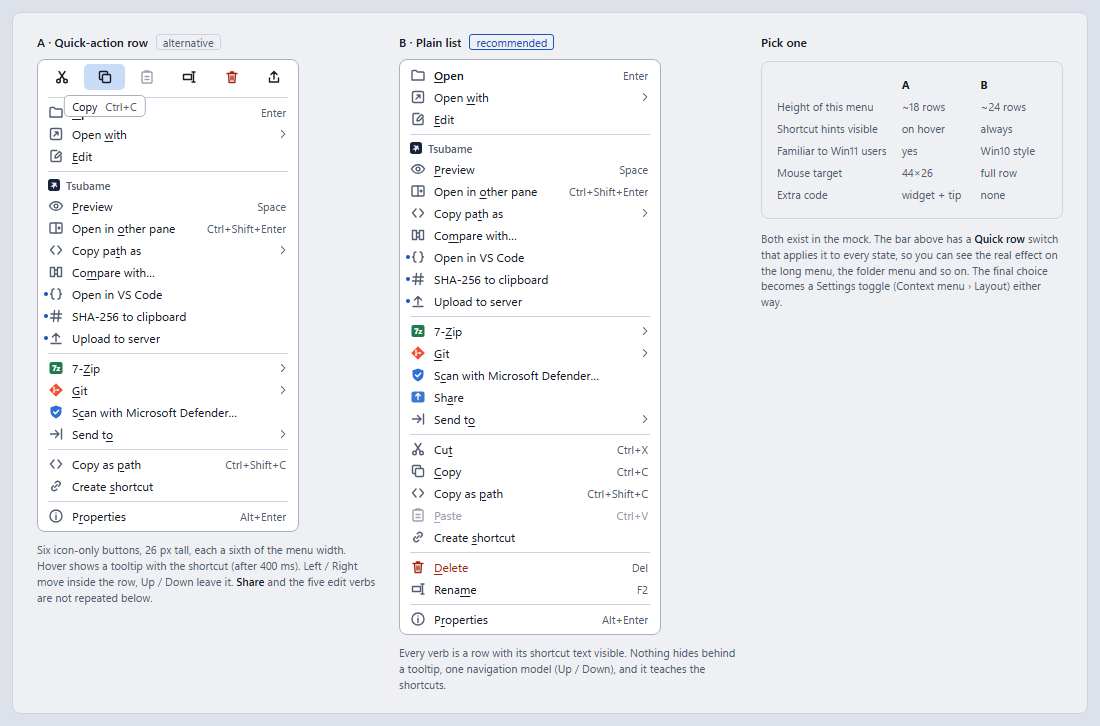 A · Quick-action row alternative
Copy Ctrl+C
Enter
Open with
Edit
Tsubame
Preview Space
Open in other pane Ctrl+Shift+Enter
Copy path as
Compare with...
Open in VS Code
SHA-256 to clipboard
Upload to server
7z 7-Zip
Git
Scan with Microsoft Defender...
Send to
Copy as path Ctrl+Shift+C
Create shortcut
Properties Alt+Enter
Six icon-only buttons, 26 px tall, each a sixth of the menu width.
Hover shows a tooltip with the shortcut (after 400 ms). Left / Right
move inside the row, Up / Down leave it. Share and the five edit verbs
are not repeated below.
B · Plain list recommended
Open Enter
Open with
Edit
Tsubame
Preview Space
Open in other pane Ctrl+Shift+Enter
Copy path as
Compare with...
Open in VS Code
SHA-256 to clipboard
Upload to server
7z 7-Zip
Git
Scan with Microsoft Defender...
Share
Send to
Cut Ctrl+X
Copy Ctrl+C
Copy as path Ctrl+Shift+C
Paste Ctrl+V
Create shortcut
Delete Del
Rename F2
Properties Alt+Enter
Every verb is a row with its shortcut text visible. Nothing hides behind
a tooltip, one navigation model (Up / Down), and it teaches the
shortcuts.
Pick one
A B
Height of this menu ~18 rows ~24 rows
Shortcut hints visible on hover always
Familiar to Win11 users yes Win10 style
Mouse target 44×26 full row
Extra code widget + tip none
Both exist in the mock. The bar above has a Quick row switch
that applies it to every state, so you can see the real effect on
the long menu, the folder menu and so on. The final choice
becomes a Settings toggle (Context menu › Layout) either
way.